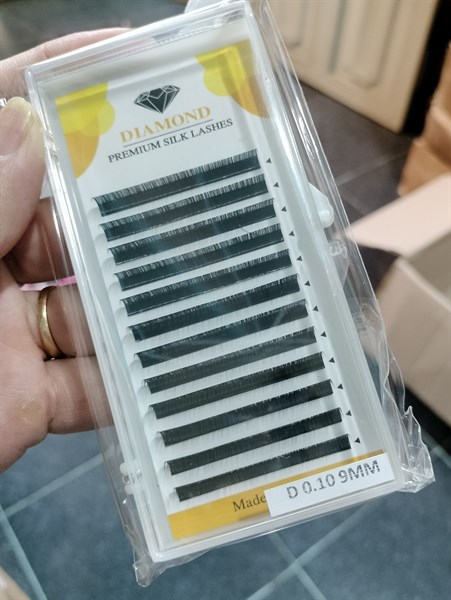 DIAMOND
PREMIUM SILK LASHES
Made
D 0.10 9MM